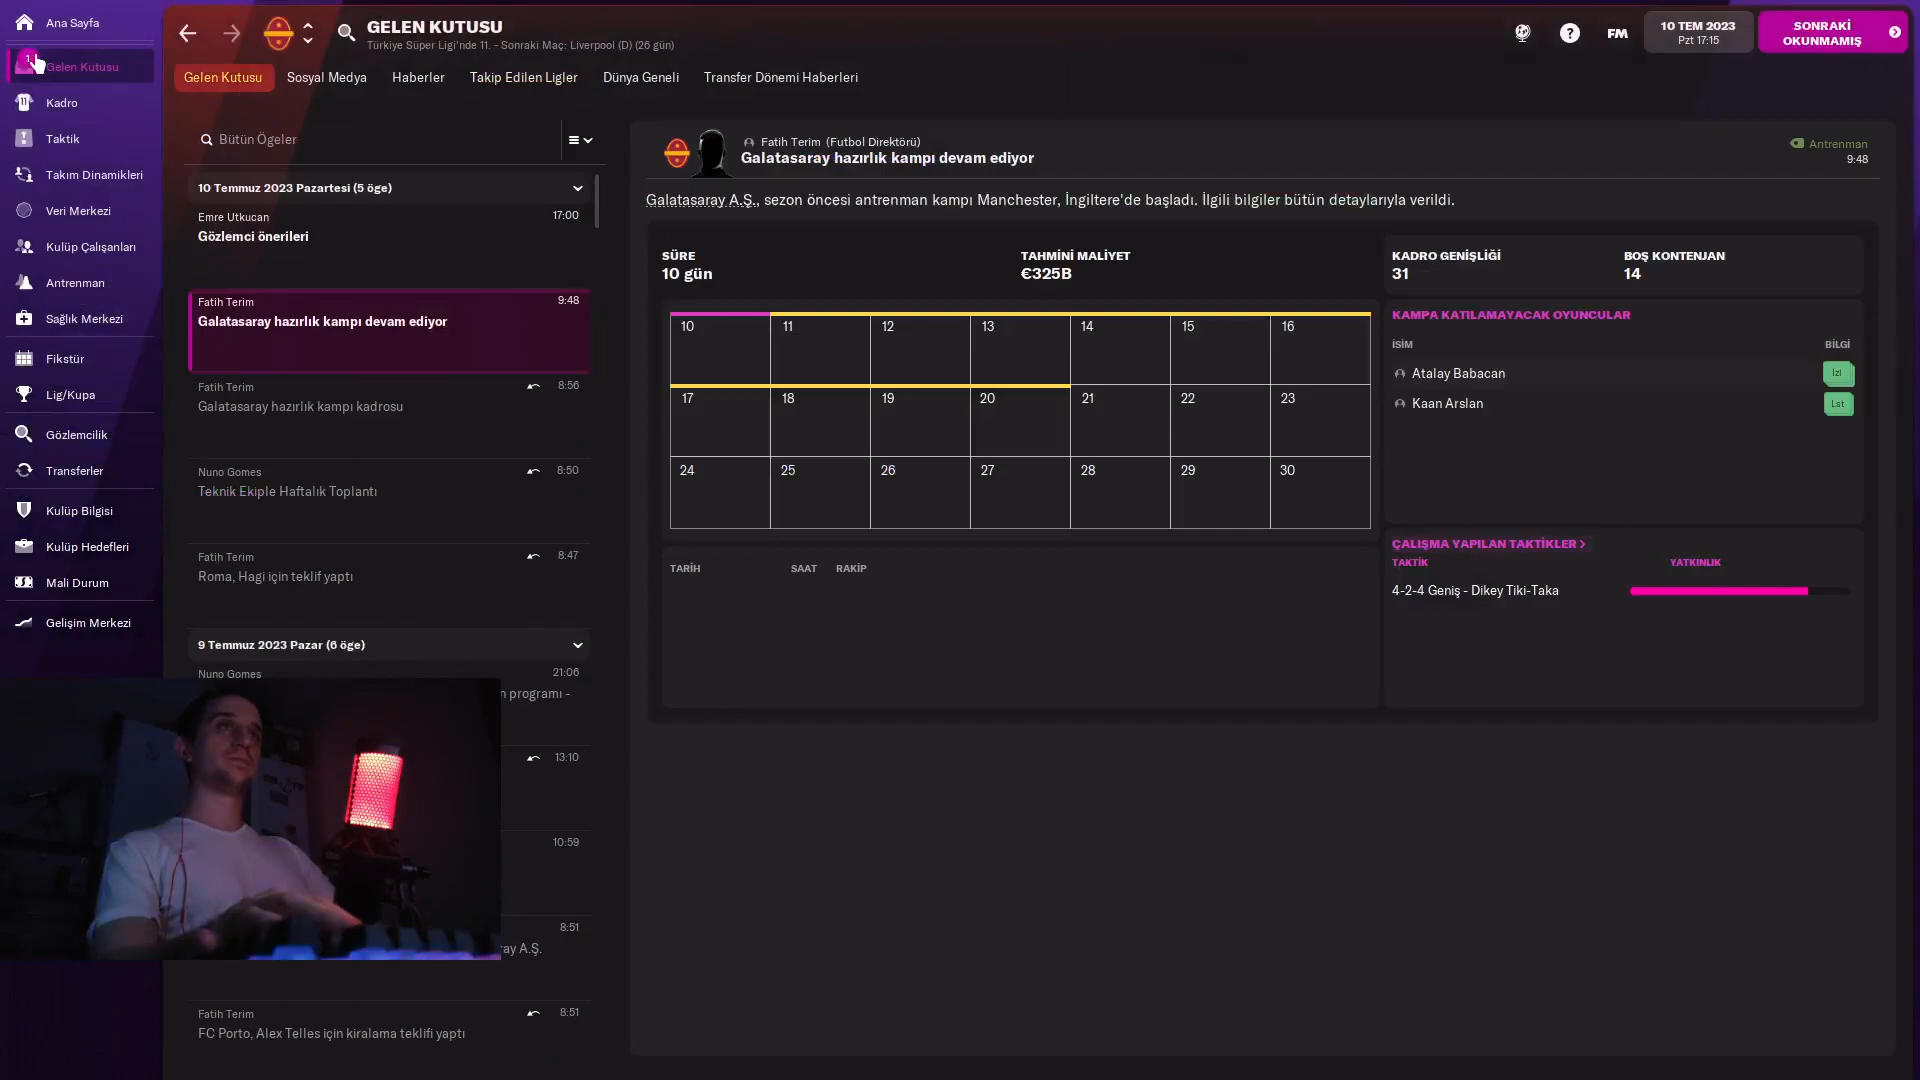 Ana Sayfa
1
Gelen Kutusu
Kadro
Taktik
Takım Dinamikleri
Veri Merkezi
Kulüp Çalışanları
Antrenman
Sağlık Merkezi
Fikstür
Lig/Kupa
Gözlemcilik
Transferler
Kulüp Bilgisi
Kulüp Hedefleri
Mali Durum
Gelişim Merkezi
GELEN KUTUSU
Türkiye Süper Ligi'nde 11. - Sonraki Maç: Liverpool (D) (26 gün)
FM
10 TEM 2023
Pzt 17:15
SONRAKİ
OKUNMAMIŞ
Gelen Kutusu Sosyal Medya Haberler Takip Edilen Ligler Dünya Geneli Transfer Dönemi Haberleri
Bütün Ögeler
10 Temmuz 2023 Pazartesi (5 öge)
Emre Utkucan 17:00
Gözlemci önerileri
Fatih Terim 9:48
Galatasaray hazırlık kampı devam ediyor
Fatih Terim 8:56
Galatasaray hazırlık kampı kadrosu
Nuno Gomes 8:50
Teknik Ekiple Haftalık Toplantı
Fatih Terim 8:47
Roma, Hagi için teklif yaptı
9 Temmuz 2023 Pazar (6 öge)
Nuno Gomes 21:06
n programı -
13:10
10:59
8:51
ray A.Ş.
Fatih Terim 8:51
FC Porto, Alex Telles için kiralama teklifi yaptı
Fatih Terim (Futbol Direktörü)
Galatasaray hazırlık kampı devam ediyor
Antrenman
9:48
Galatasaray A.Ş., sezon öncesi antrenman kampı Manchester, İngiltere'de başladı. İlgili bilgiler bütün detaylarıyla verildi.
SÜRE
10 gün
TAHMİNİ MALİYET
€325B
KADRO GENİŞLİĞİ
31
BOŞ KONTENJAN
14
10 11 12 13 14 15 16
17 18 19 20 21 22 23
24 25 26 27 28 29 30
TARİH SAAT RAKİP
KAMPA KATILAMAYACAK OYUNCULAR
İSİM BİLGİ
Atalay Babacan İzi
Kaan Arslan Lst
ÇALIŞMA YAPILAN TAKTİKLER >
TAKTİK YATKINLIK
4-2-4 Geniş - Dikey Tiki-Taka